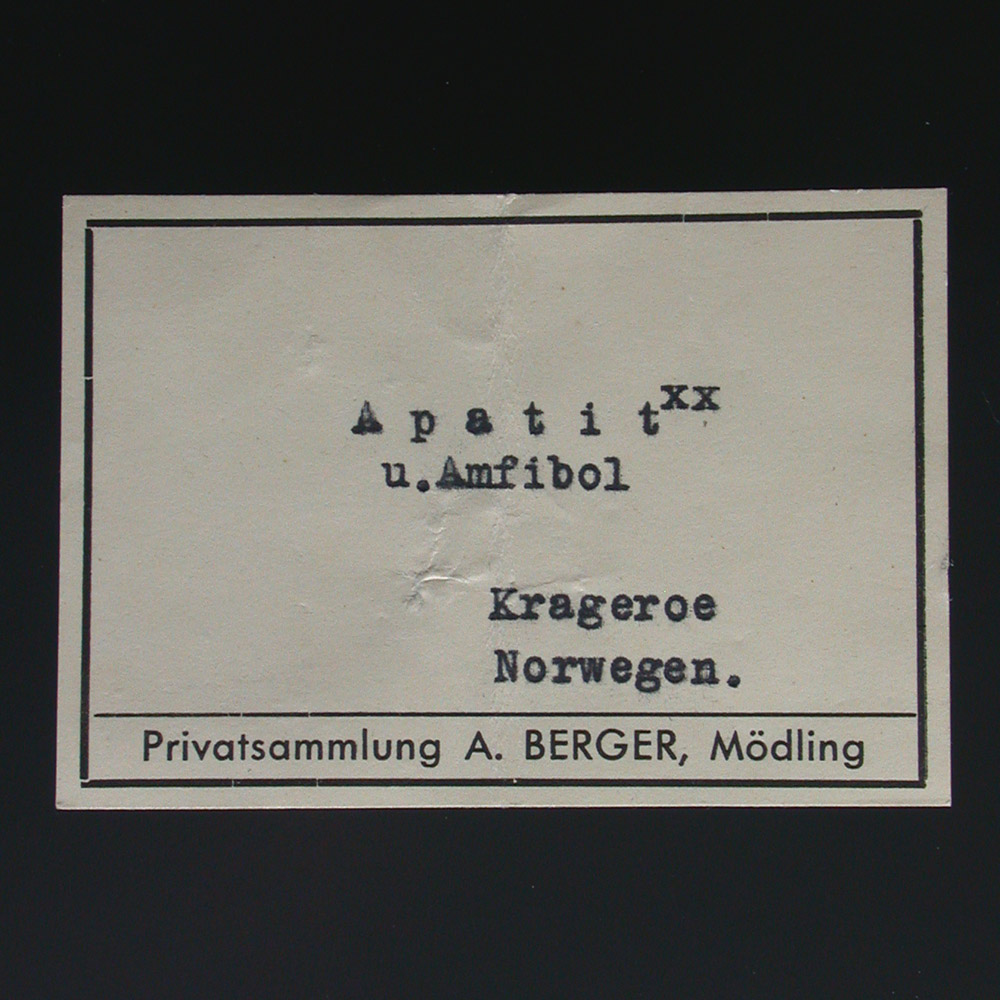 A p a t i t xx
u.Amfibol
Krageroe
Norwegen.
Privatsammlung A. BERGER, Mödling